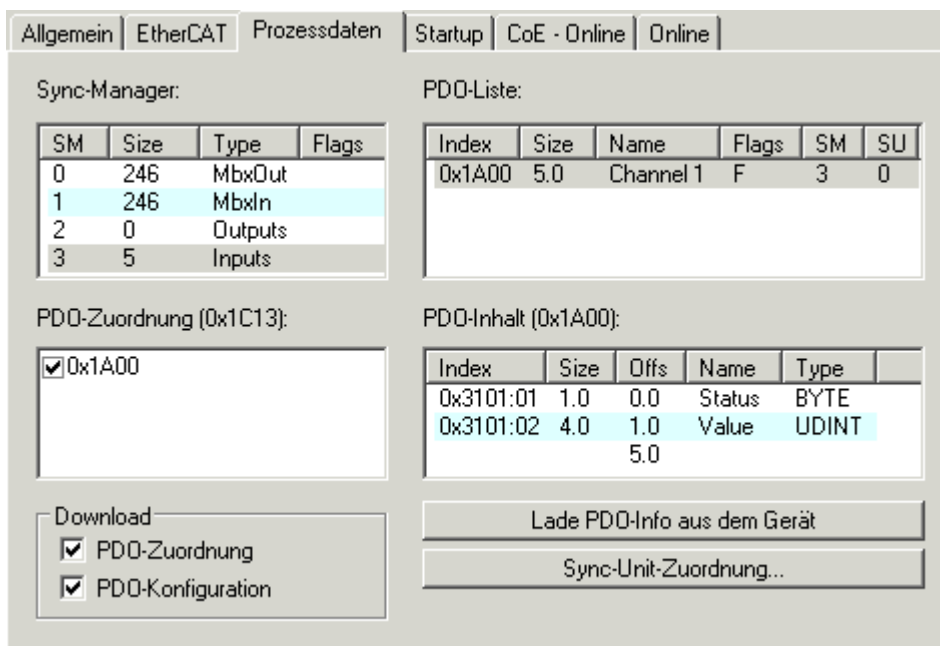 Allgemein EtherCAT Prozessdaten Startup CoE - Online Online
Sync-Manager:
SM Size Type Flags
0 246 MbxOut
1 246 MbxIn
2 0 Outputs
3 5 Inputs
PDO-Liste:
Index Size Name Flags SM SU
0x1A00 5.0 Channel 1 F 3 0
PDO-Zuordnung (0x1C13):
0x1A00
PDO-Inhalt (0x1A00):
Index Size Offs Name Type
0x3101:01 1.0 0.0 Status BYTE
0x3101:02 4.0 1.0 Value UDINT
5.0
Download
PDO-Zuordnung
PDO-Konfiguration
Lade PDO-Info aus dem Gerät
Sync-Unit-Zuordnung...